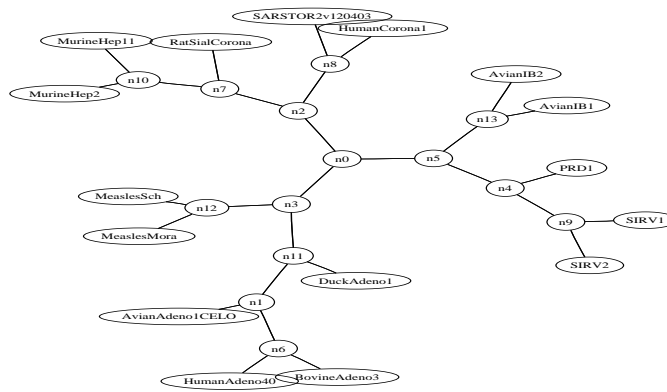 SARSTOR2v120403
HumanCorona1
MurineHep11
RatSialCorona
n8
AvianIB2
n10
n7
MurineHep2
n2
AvianIB1
n13
n0
n5
PRD1
n4
MeaslesSch
n12
n3
SIRV1
n9
MeaslesMora
n11
SIRV2
DuckAdeno1
n1
AvianAdeno1CELO
n6
HumanAdeno40
BovineAdeno3